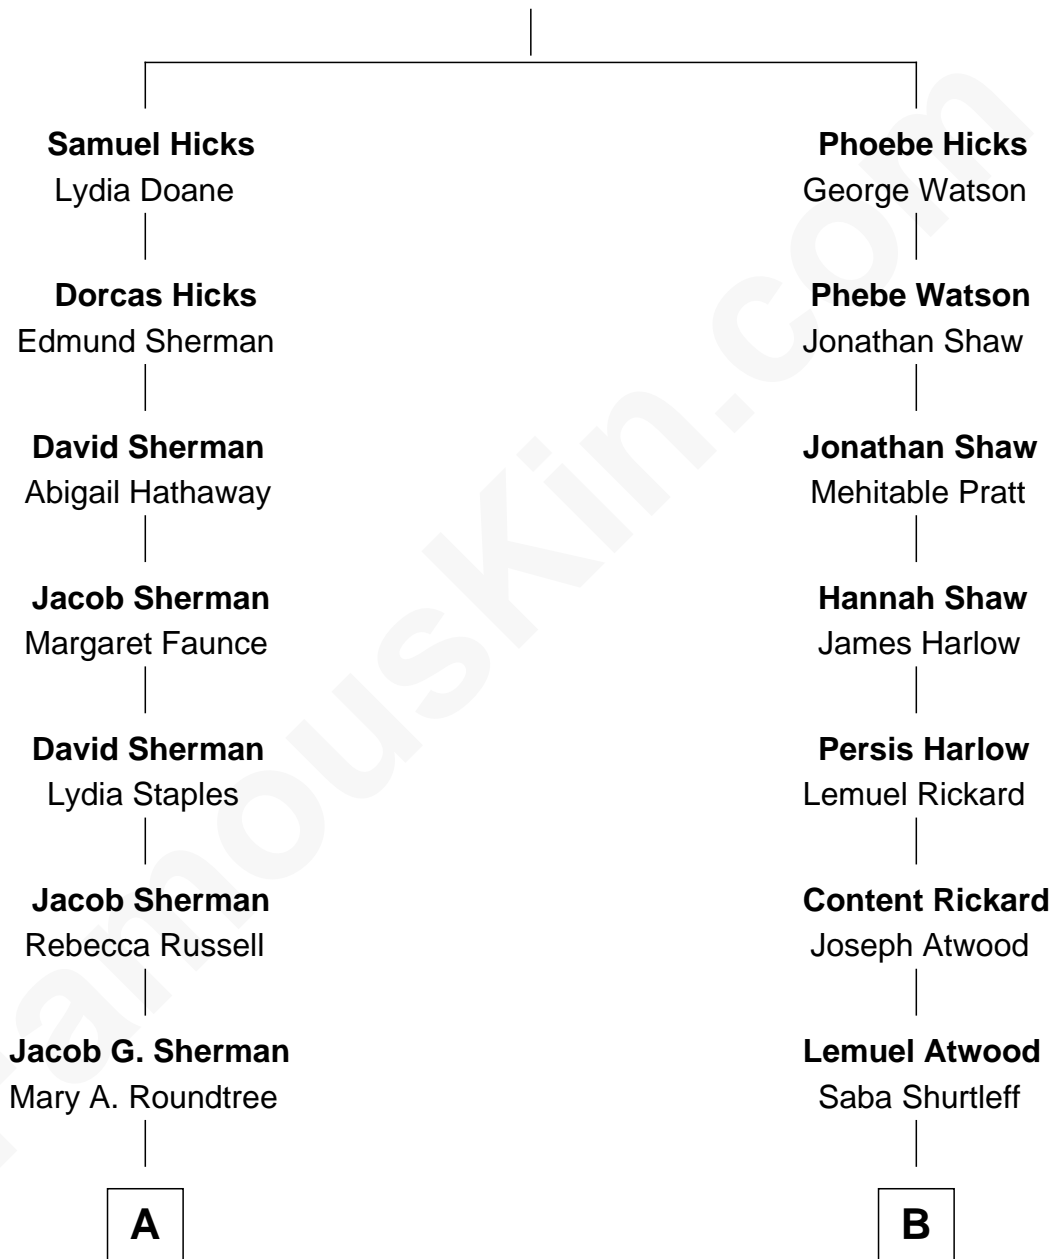 Samuel Hicks
Lydia Doane
Dorcas Hicks
Edmund Sherman
David Sherman
Abigail Hathaway
Jacob Sherman
Margaret Faunce
David Sherman
Lydia Staples
Jacob Sherman
Rebecca Russell
Jacob G. Sherman
Mary A. Roundtree
A
Phoebe Hicks
George Watson
Phebe Watson
Jonathan Shaw
Jonathan Shaw
Mehitable Pratt
Hannah Shaw
James Harlow
Persis Harlow
Lemuel Rickard
Content Rickard
Joseph Atwood
Lemuel Atwood
Saba Shurtleff
B
FamousKin.com